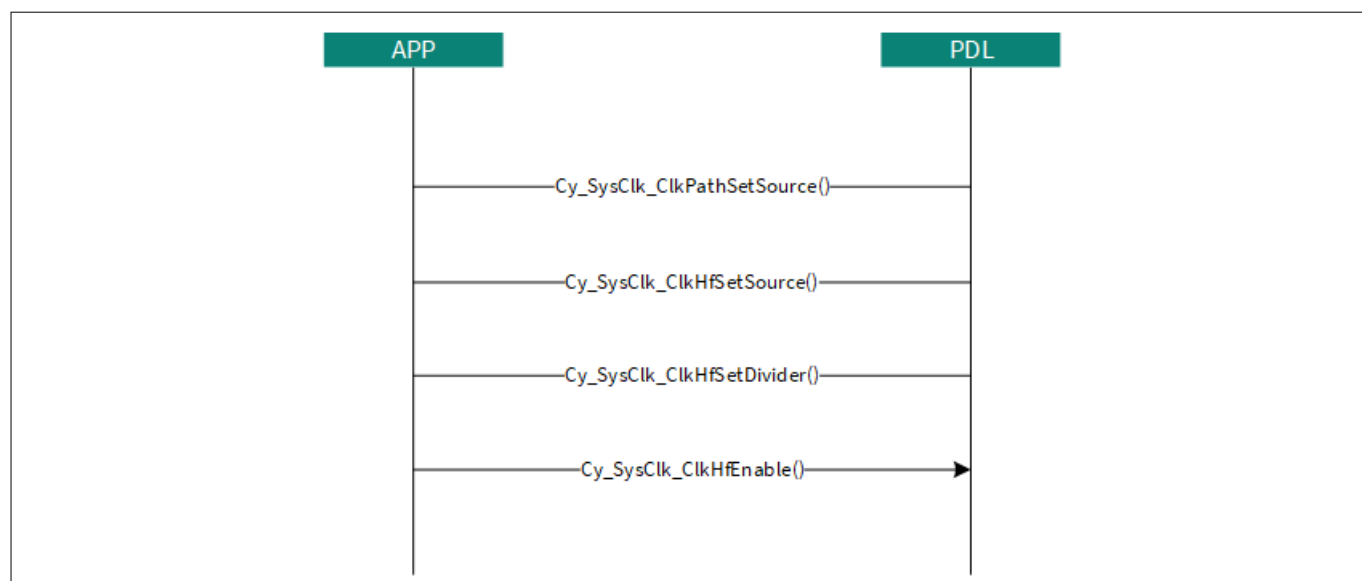 APP
PDL
Cy_SysClk_ClkPathSetSource()
Cy_SysClk_ClkHfSetSource()
Cy_SysClk_ClkHfSetDivider()
Cy_SysClk_ClkHfEnable()